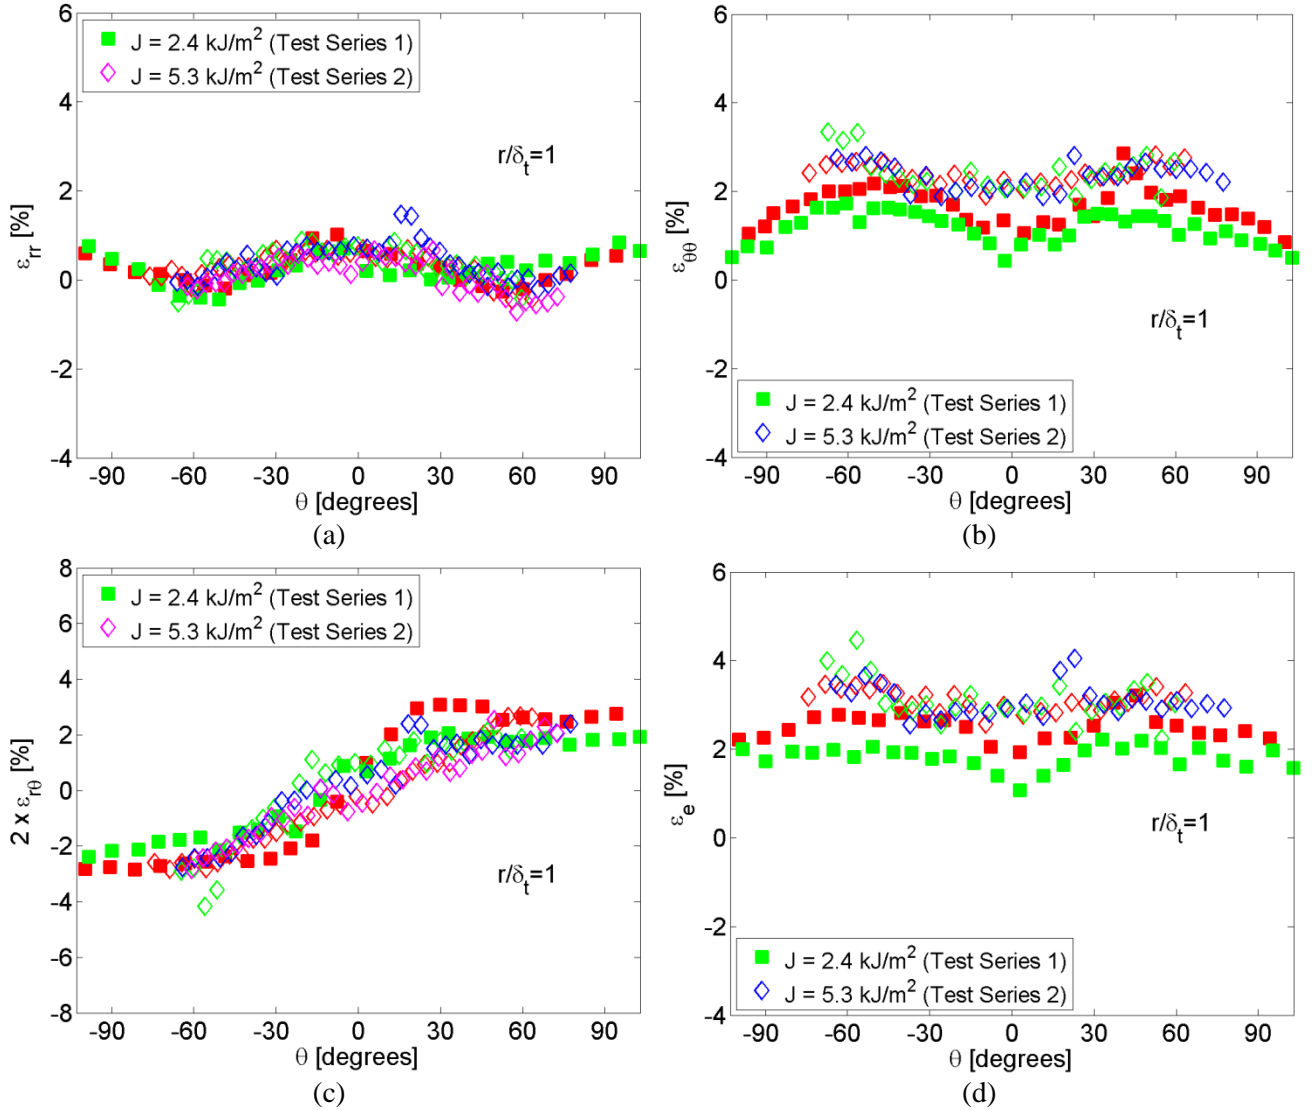 6
4
2
0
-2
-4
ε_rr [%]
J = 2.4 kJ/m² (Test Series 1)
J = 5.3 kJ/m² (Test Series 2)
r/δ_t=1
-90 -60 -30 0 30 60 90
θ [degrees]
(a)
6
4
2
0
-2
-4
ε_θθ [%]
r/δ_t=1
J = 2.4 kJ/m² (Test Series 1)
J = 5.3 kJ/m² (Test Series 2)
-90 -60 -30 0 30 60 90
θ [degrees]
(b)
8
6
4
2
0
-2
-4
-6
-8
2 x ε_rθ [%]
J = 2.4 kJ/m² (Test Series 1)
J = 5.3 kJ/m² (Test Series 2)
r/δ_t=1
-90 -60 -30 0 30 60 90
θ [degrees]
(c)
6
4
2
0
-2
-4
ε_e [%]
r/δ_t=1
J = 2.4 kJ/m² (Test Series 1)
J = 5.3 kJ/m² (Test Series 2)
-90 -60 -30 0 30 60 90
θ [degrees]
(d)